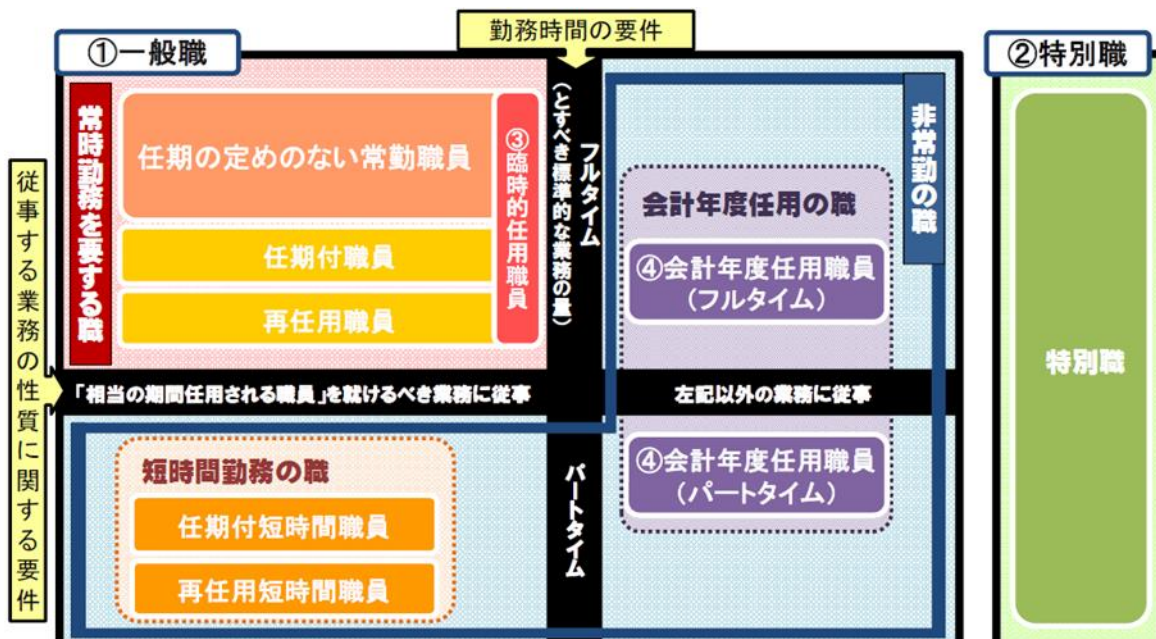 勤務時間の要件
①一般職
②特別職
従事する業務の性質に関する要件
常時勤務を要する職
任期の定めのない常勤職員
任期付職員
再任用職員
③臨時的任用職員
フルタイム
(とすべき標準的な業務の量)
非常勤の職
会計年度任用の職
④会計年度任用職員
(フルタイム)
特別職
「相当の期間任用される職員」を就けるべき業務に従事
左記以外の業務に従事
短時間勤務の職
任期付短時間職員
再任用短時間職員
パートタイム
④会計年度任用職員
(パートタイム)